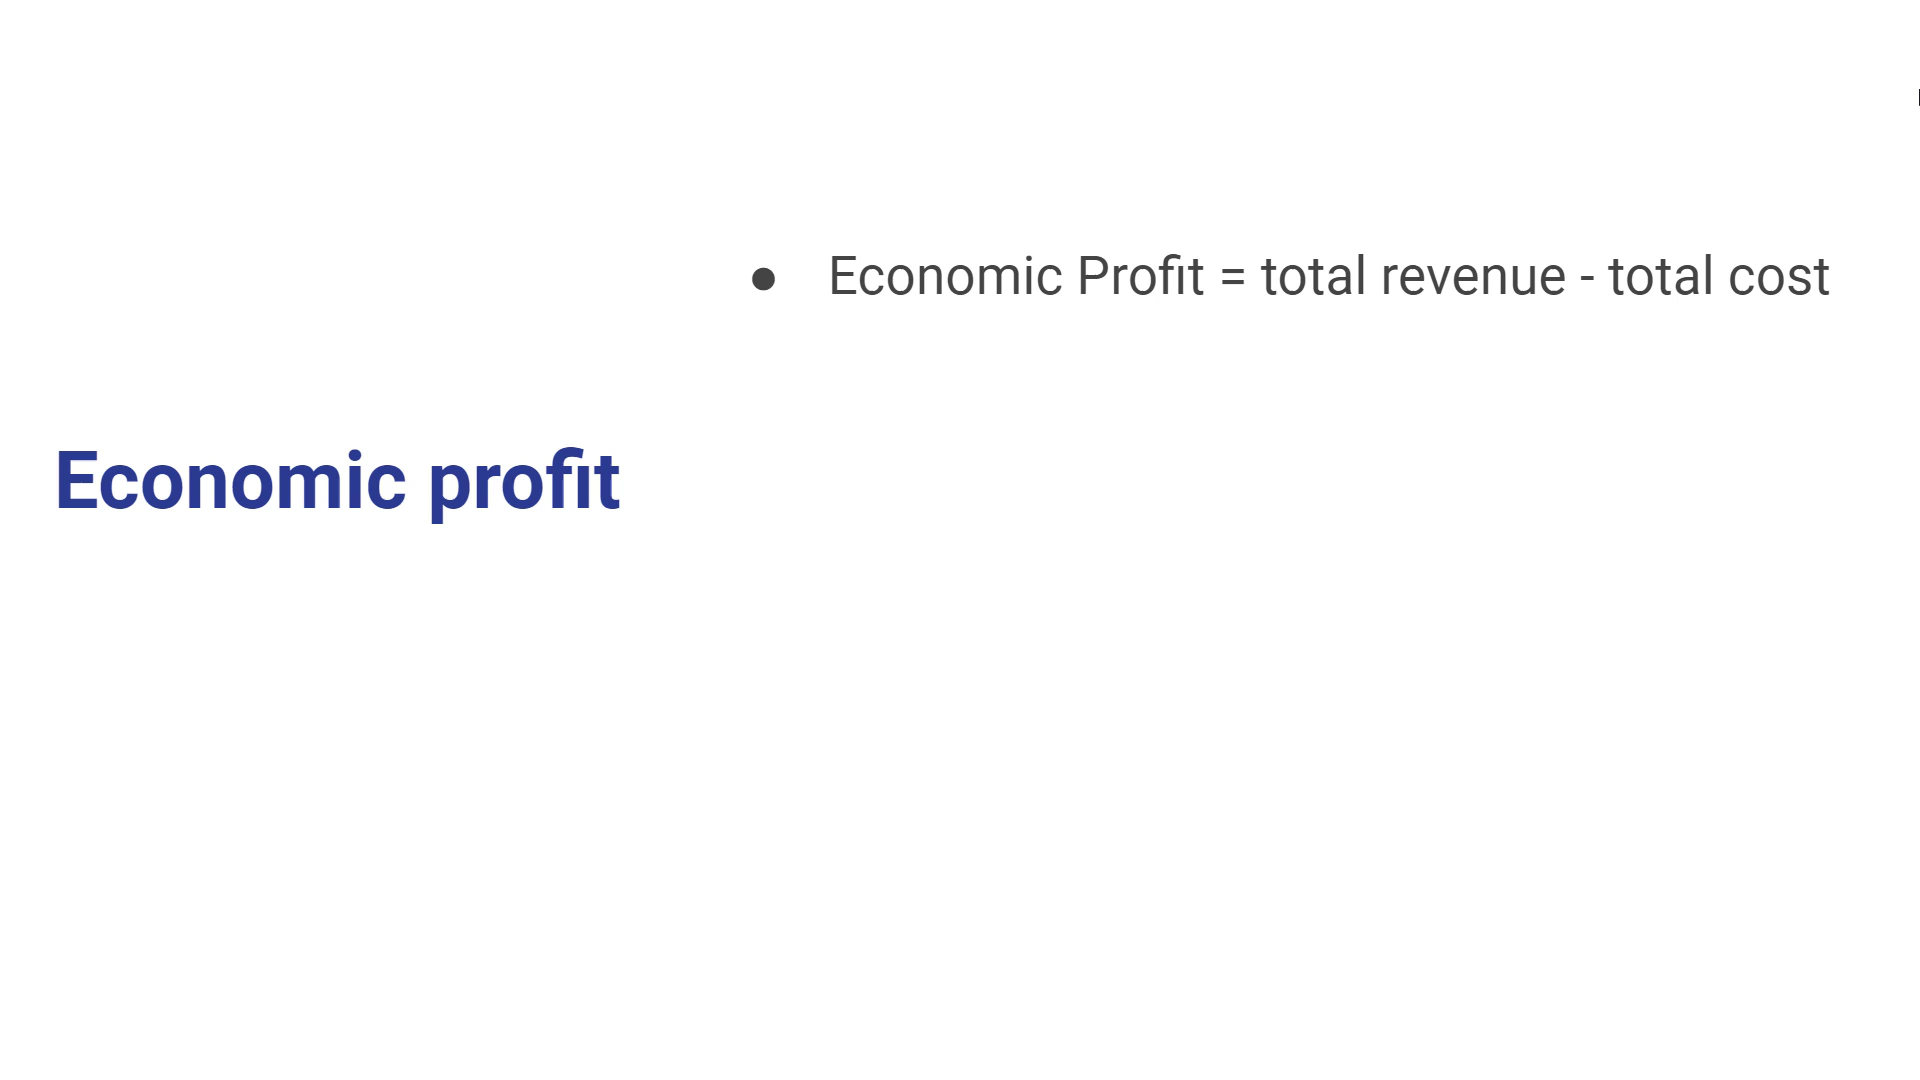 Economic profit
● Economic Profit = total revenue - total cost